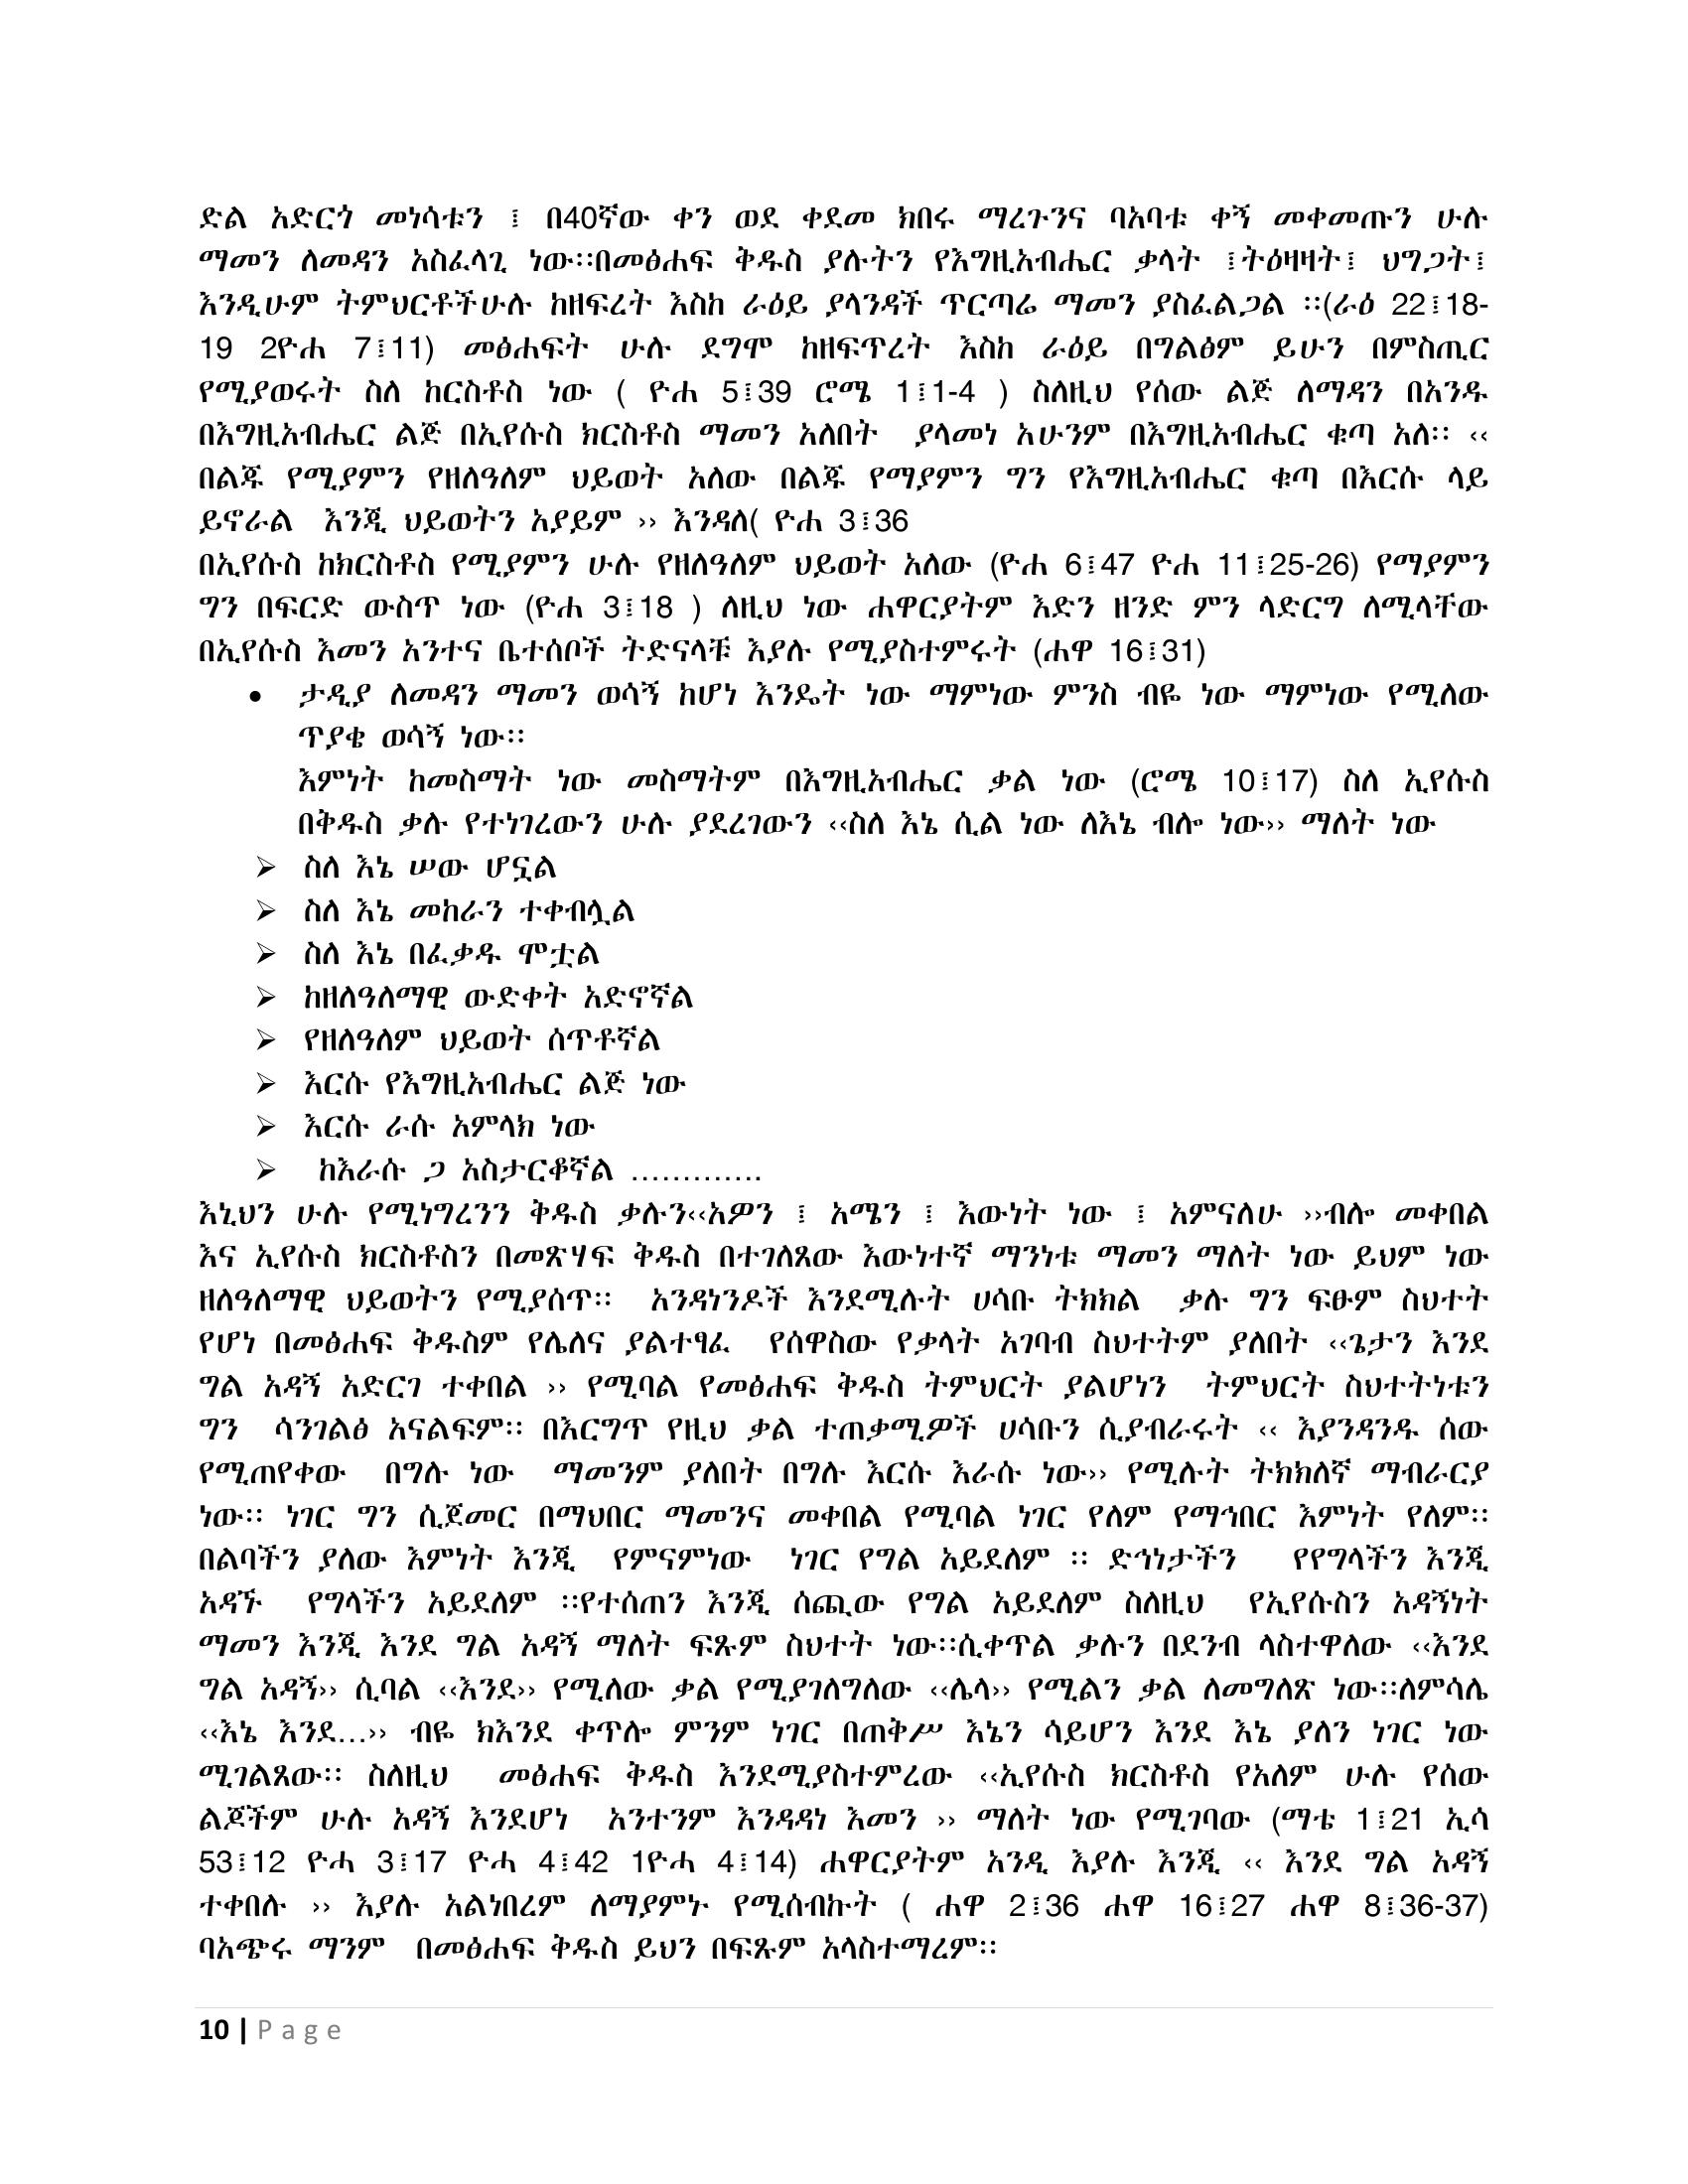 ድል አድርጎ መነሳቱን ፤ በ40ኛው ቀን ወደ ቀደመ ክበሩ ማረጉንና ባአባቱ ቀኝ መቀመጡን ሁሉ
ማመን ለመዳን አስፈላጊ ነው፡፡በመፅሐፍ ቅዱስ ያሉትን የእግዚአብሔር ቃላት ፤ትዕዛዛት፤ ህግጋት፤
እንዲሁም ትምህርቶችሁሉ ከዘፍረት እስከ ራዕይ ያላንዳች ጥርጣሬ ማመን ያስፈልጋል ፡፡(ራዕ 22፤18-
19 2ዮሐ 7፤11) መፅሐፍት ሁሉ ደግሞ ከዘፍጥረት እስከ ራዕይ በግልፅም ይሁን በምስጢር
የሚያወሩት ስለ ከርስቶስ ነው ( ዮሐ 5፤39 ሮሜ 1፤1-4 ) ስለዚህ የሰው ልጅ ለማዳን በአንዱ
በእግዚአብሔር ልጅ በኢየሱስ ክርስቶስ ማመን አለበት ያላመነ አሁንም በእግዚአብሔር ቁጣ አለ፡፡ ‹‹
በልጁ የሚያምን የዘለዓለም ህይወት አለው በልጁ የማያምን ግን የእግዚአብሔር ቁጣ በእርሱ ላይ
ይኖራል እንጂ ህይወትን አያይም ›› እንዳለ( ዮሐ 3፤36
በኢየሱስ ከክርስቶስ የሚያምን ሁሉ የዘለዓለም ህይወት አለው (ዮሐ 6፤47 ዮሐ 11፤25-26) የማያምን
ግን በፍርድ ውስጥ ነው (ዮሐ 3፤18 ) ለዚህ ነው ሐዋርያትም እድን ዘንድ ምን ላድርግ ለሚላቸው
በኢየሱስ እመን አንተና ቤተሰቦች ትድናላቹ እያሉ የሚያስተምሩት (ሐዋ 16፤31)
• ታዲያ ለመዳን ማመን ወሳኝ ከሆነ እንዴት ነው ማምነው ምንስ ብዬ ነው ማምነው የሚለው
ጥያቄ ወሳኝ ነው፡፡
እምነት ከመስማት ነው መስማትም በእግዚአብሔር ቃል ነው (ሮሜ 10፤17) ስለ ኢየሱስ
በቅዱስ ቃሉ የተነገረውን ሁሉ ያደረገውን ‹‹ስለ እኔ ሲል ነው ለእኔ ብሎ ነው›› ማለት ነው
➢ ስለ እኔ ሠው ሆኗል
➢ ስለ እኔ መከራን ተቀብሏል
➢ ስለ እኔ በፈቃዱ ሞቷል
➢ ከዘለዓለማዊ ውድቀት አድኖኛል
➢ የዘለዓለም ህይወት ሰጥቶኛል
➢ እርሱ የእግዚአብሔር ልጅ ነው
➢ እርሱ ራሱ አምላክ ነው
➢ ከእራሱ ጋ አስታርቆኛል ………….
እኒህን ሁሉ የሚነግረንን ቅዱስ ቃሉን‹‹አዎን ፤ አሜን ፤ እውነት ነው ፤ አምናለሁ ››ብሎ መቀበል
እና ኢየሱስ ክርስቶስን በመጽሃፍ ቅዱስ በተገለጸው እውነተኛ ማንነቱ ማመን ማለት ነው ይህም ነው
ዘለዓለማዊ ህይወትን የሚያሰጥ፡፡ አንዳነንዶች እንደሚሉት ሀሳቡ ትክክል ቃሉ ግን ፍፁም ስህተት
የሆነ በመፅሐፍ ቅዱስም የሌለና ያልተፃፈ የሰዋስው የቃላት አገባብ ስህተትም ያለበት ‹‹ጌታን እንደ
ግል አዳኝ አድርገ ተቀበል ›› የሚባል የመፅሐፍ ቅዱስ ትምህርት ያልሆነን ትምህርት ስህተትነቱን
ግን ሳንገልፅ አናልፍም፡፡ በእርግጥ የዚህ ቃል ተጠቃሚዎች ሀሳቡን ሲያብራሩት ‹‹ እያንዳንዱ ሰው
የሚጠየቀው በግሉ ነው ማመንም ያለበት በግሉ እርሱ እራሱ ነው›› የሚሉት ትክክለኛ ማብራርያ
ነው፡፡ ነገር ግን ሲጀመር በማህበር ማመንና መቀበል የሚባል ነገር የለም የማኅበር እምነት የለም፡፡
በልባችን ያለው እምነት እንጂ የምናምነው ነገር የግል አይደለም ፡፡ ድኅነታችን የየግላችን እንጂ
አዳኙ የግላችን አይደለም ፡፡የተሰጠን እንጂ ሰጪው የግል አይደለም ስለዚህ የኢየሱስን አዳኝነት
ማመን እንጂ እንደ ግል አዳኝ ማለት ፍጹም ስህተት ነው፡፡ሲቀጥል ቃሉን በደንብ ላስተዋለው ‹‹እንደ
ግል አዳኝ›› ሲባል ‹‹እንደ›› የሚለው ቃል የሚያገለግለው ‹‹ሌላ›› የሚልን ቃል ለመግለጽ ነው፡፡ለምሳሌ
‹‹እኔ እንደ…›› ብዬ ክእንደ ቀጥሎ ምንም ነገር በጠቅሥ እኔን ሳይሆን እንደ እኔ ያለን ነገር ነው
ሚገልጸው፡፡ ስለዚህ መፅሐፍ ቅዱስ እንደሚያስተምረው ‹‹ኢየሱስ ክርስቶስ የአለም ሁሉ የሰው
ልጆችም ሁሉ አዳኝ እንደሆነ አንተንም እንዳዳነ እመን ›› ማለት ነው የሚገባው (ማቴ 1፤21 ኢሳ
53፤12 ዮሓ 3፤17 ዮሓ 4፤42 1ዮሓ 4፤14) ሐዋርያትም አንዲ እያሉ እንጂ ‹‹ እንደ ግል አዳኝ
ተቀበሉ ›› እያሉ አልነበረም ለማያምኑ የሚሰብኩት ( ሐዋ 2፤36 ሐዋ 16፤27 ሐዋ 8፤36-37)
ባአጭሩ ማንም በመፅሐፍ ቅዱስ ይህን በፍጹም አላስተማረም፡፡
10 | Page